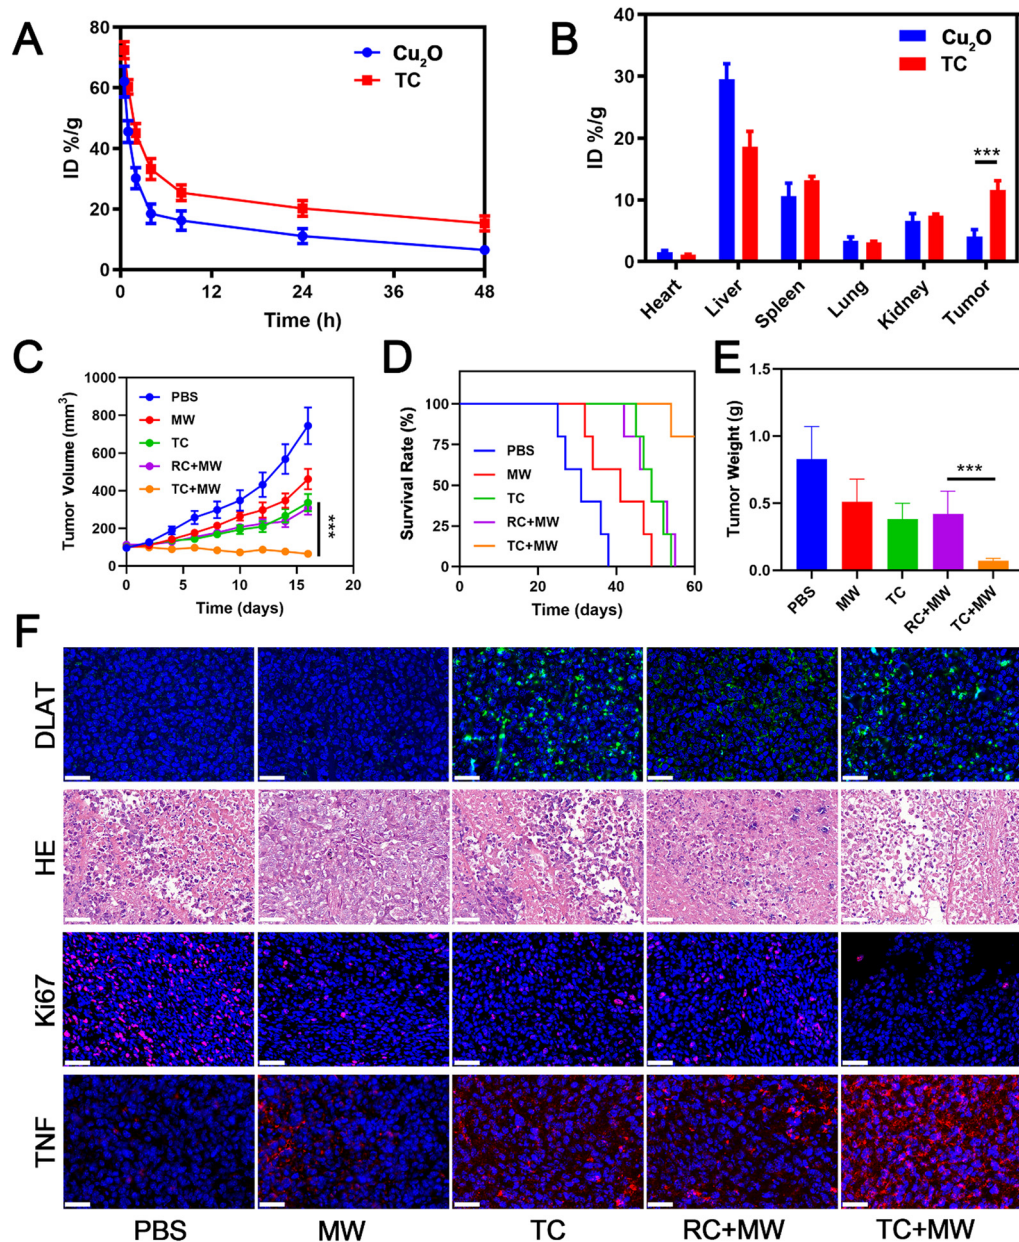 A
ID %/g
80
60
40
20
0
0 12 24 36 48
Time (h)
Cu₂O
TC
B
ID %/g
40
30
20
10
0
Cu₂O
TC
***
Heart Liver Spleen Lung Kidney Tumor
C
Tumor Volume (mm³)
1000
800
600
400
200
0
0 5 10 15 20
Time (days)
PBS
MW
TC
RC+MW
TC+MW
***
D
Survival Rate (%)
100
75
50
25
0
0 20 40 60
Time (days)
PBS
MW
TC
RC+MW
TC+MW
E
Tumor Weight (g)
1.5
1.0
0.5
0.0
***
PBS MW TC RC+MW TC+MW
F
DLAT
HE
Ki67
TNF
PBS MW TC RC+MW TC+MW